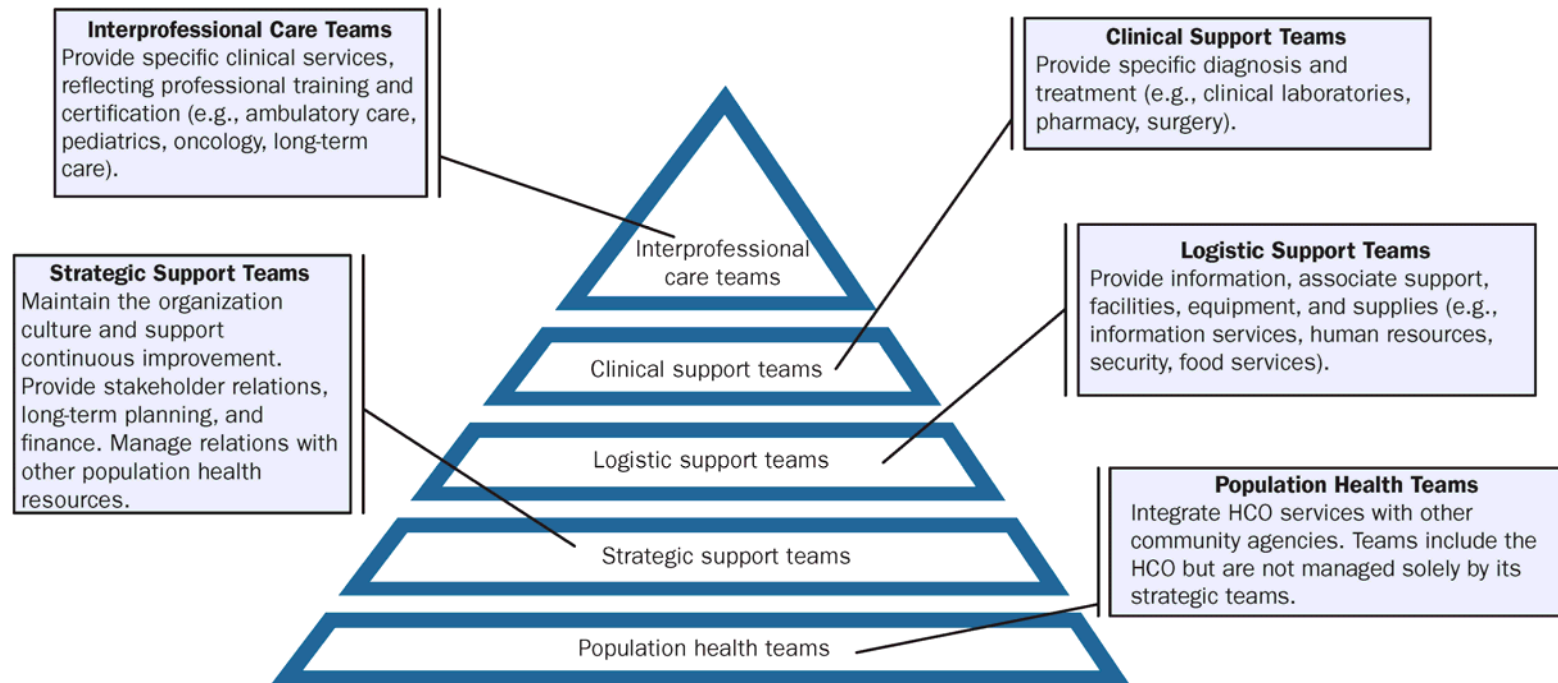 Interprofessional Care Teams
Provide specific clinical services,
reflecting professional training and
certification (e.g., ambulatory care,
pediatrics, oncology, long-term
care).
Clinical Support Teams
Provide specific diagnosis and
treatment (e.g., clinical laboratories,
pharmacy, surgery).
Strategic Support Teams
Maintain the organization
culture and support
continuous improvement.
Provide stakeholder relations,
long-term planning, and
finance. Manage relations with
other population health
resources.
Logistic Support Teams
Provide information, associate support,
facilities, equipment, and supplies (e.g.,
information services, human resources,
security, food services).
Population Health Teams
Integrate HCO services with other
community agencies. Teams include the
HCO but are not managed solely by its
strategic teams.
Interprofessional
care teams
Clinical support teams
Logistic support teams
Strategic support teams
Population health teams